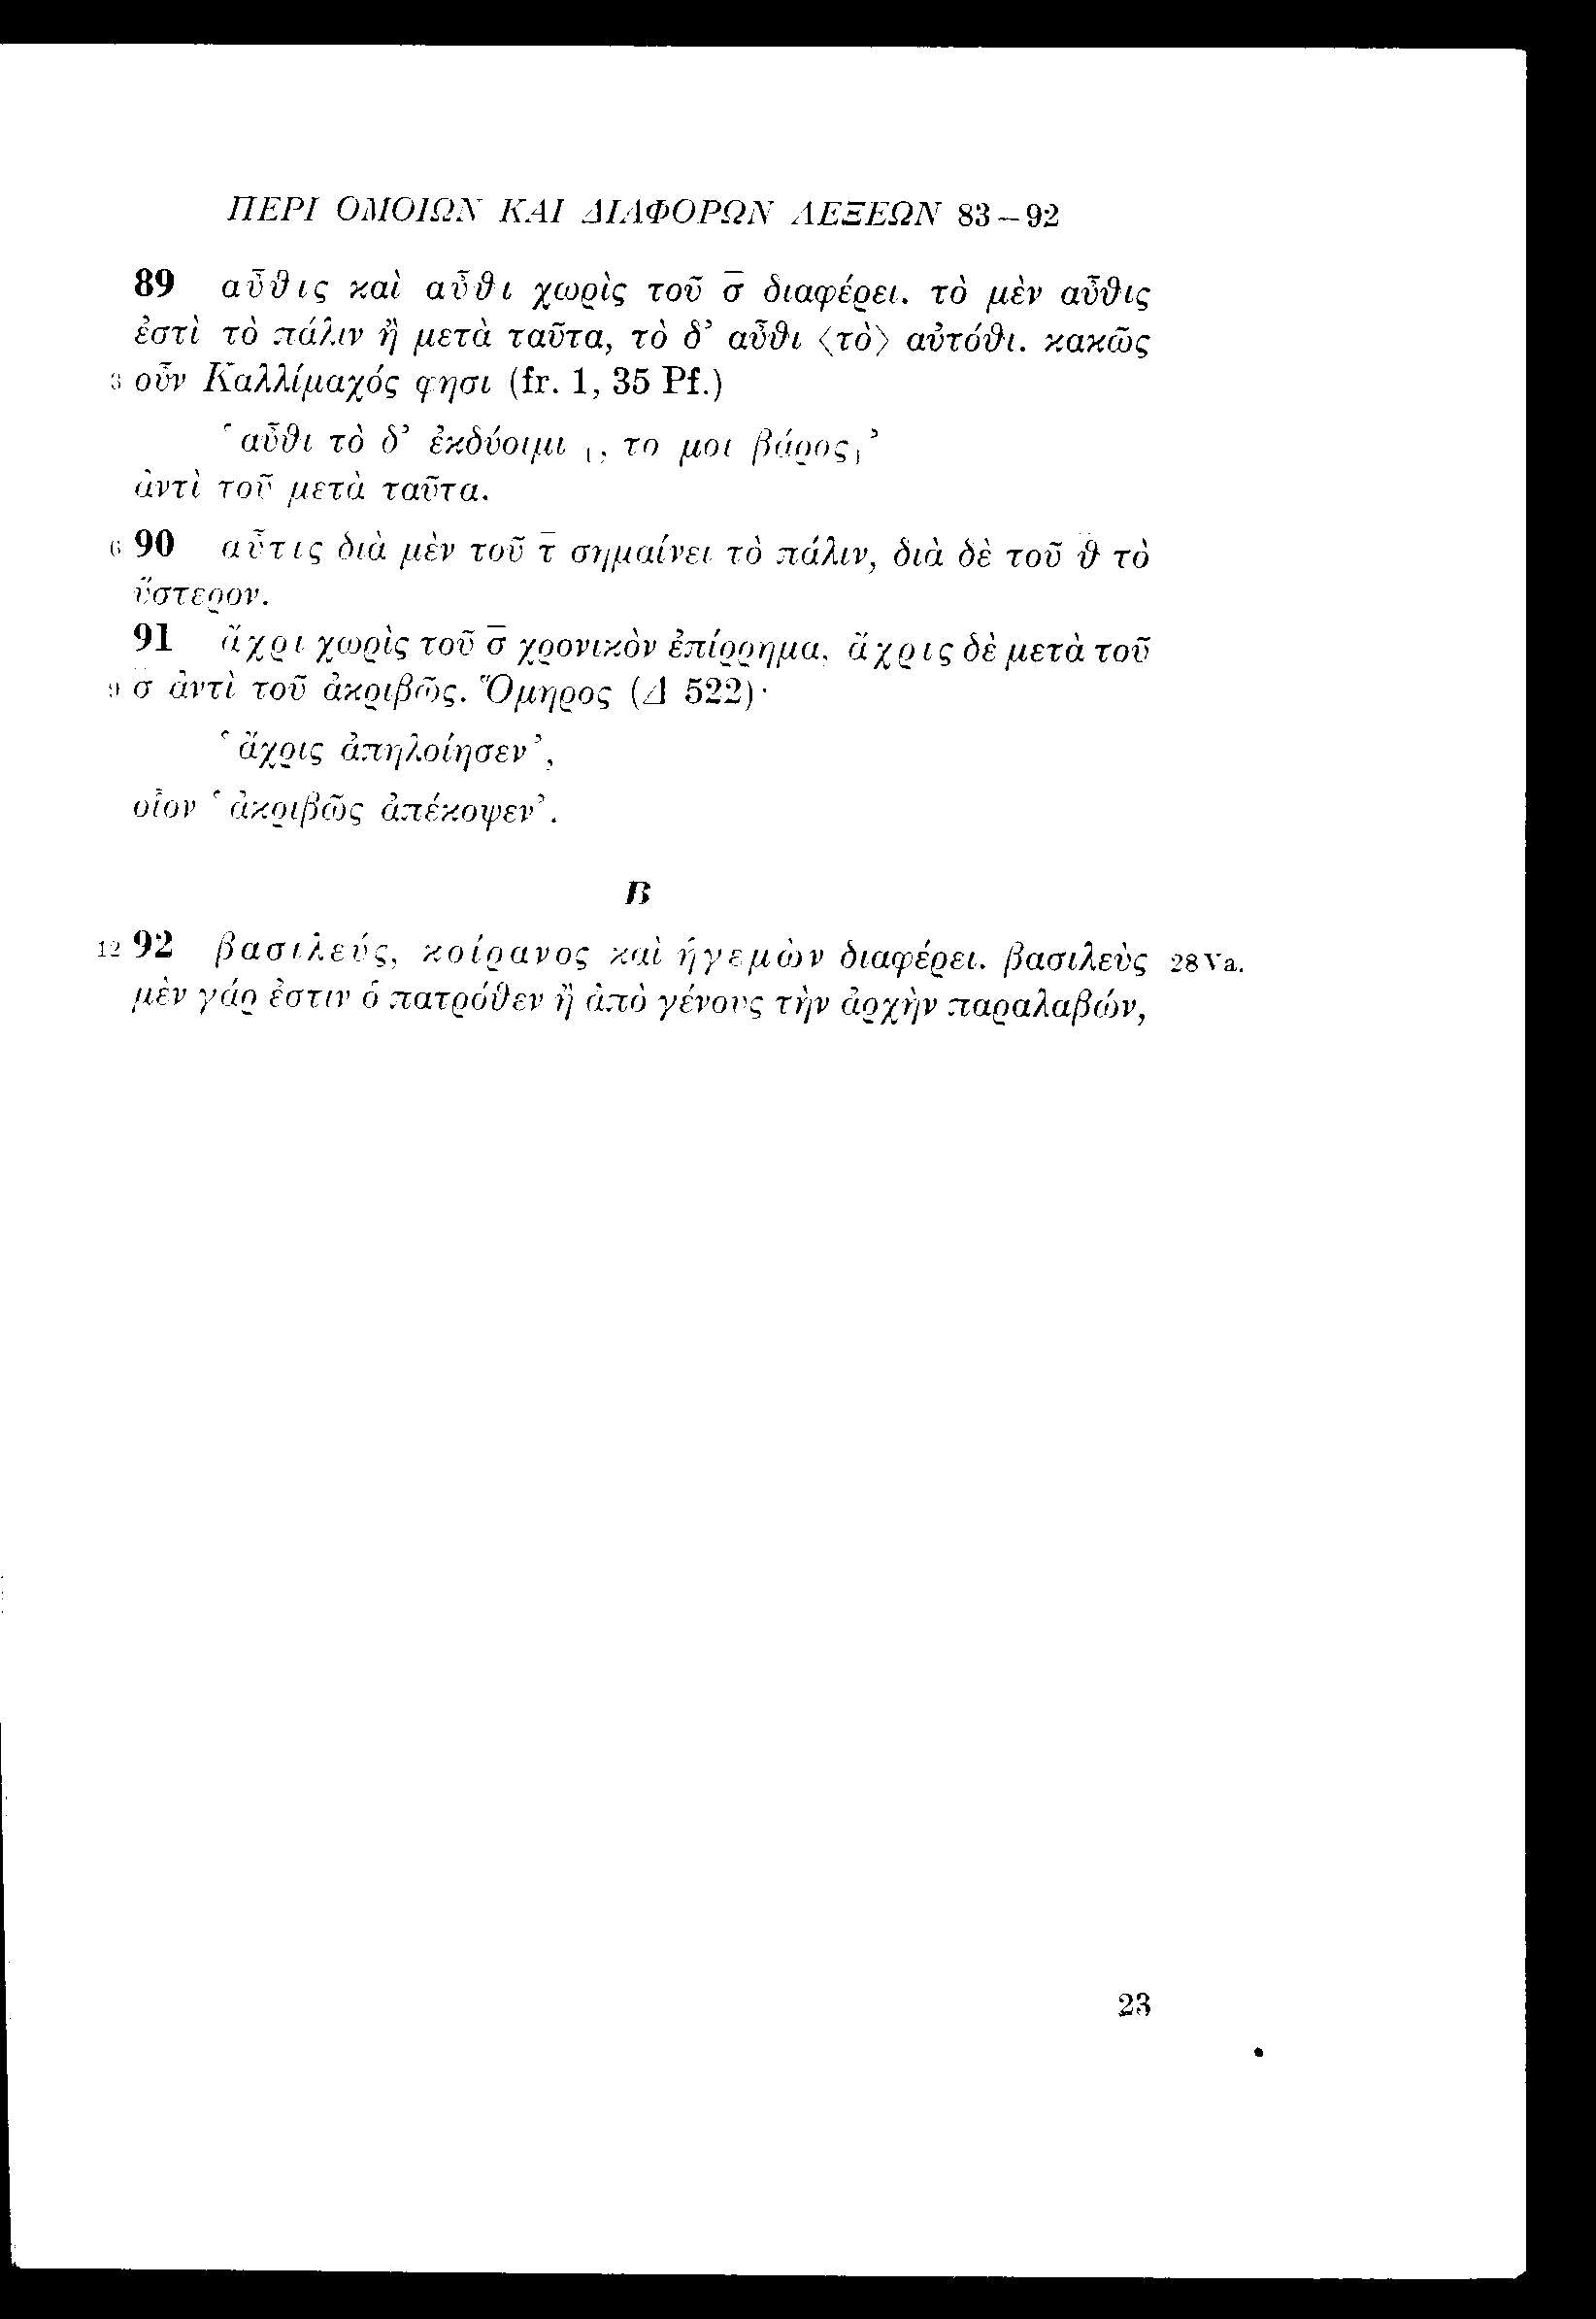 ΠΕΡΙ ΟΜΟΙΩΝ ΚΑΙ ΔΙΑΦΟΡΩΝ ΛΕΞΕΩΝ 83–92
89 αὖθις καὶ αὖθι χωρὶς τοῦ σ̅ διαφέρει. τὸ μὲν αὖθις
ἐστὶ τὸ πάλιν ἢ μετὰ ταῦτα, τὸ δ’ αὖθι ⟨τὸ⟩ αὐτόθι. κακῶς
3 οὖν Καλλίμαχός φησι (fr. 1, 35 Pf.)
‘αὖθι τὸ δ’ ἐκδύοιμι ⌊, το μοι βάρος⌋’
ἀντὶ τοῦ μετὰ ταῦτα.
6 90 αὖτις διὰ μὲν τοῦ τ̅ σημαίνει τὸ πάλιν, διὰ δὲ τοῦ θ̅ τὸ
ὕστερον.
91 ἄχρι χωρὶς τοῦ σ̅ χρονικὸν ἐπίρρημα, ἄχρις δὲ μετὰ τοῦ
9 σ̅ ἀντὶ τοῦ ἀκριβῶς. Ὅμηρος (Δ 522)·
‘ἄχρις ἀπηλοίησεν’,
οἷον ‘ἀκριβῶς ἀπέκοψεν’.
Β
12 92 βασιλεύς, κοίρανος καὶ ἡγεμὼν διαφέρει. βασιλεὺς 28Va.
μὲν γάρ ἐστιν ὁ πατρόθεν ἢ ἀπὸ γένους τὴν ἀρχὴν παραλαβών,
23